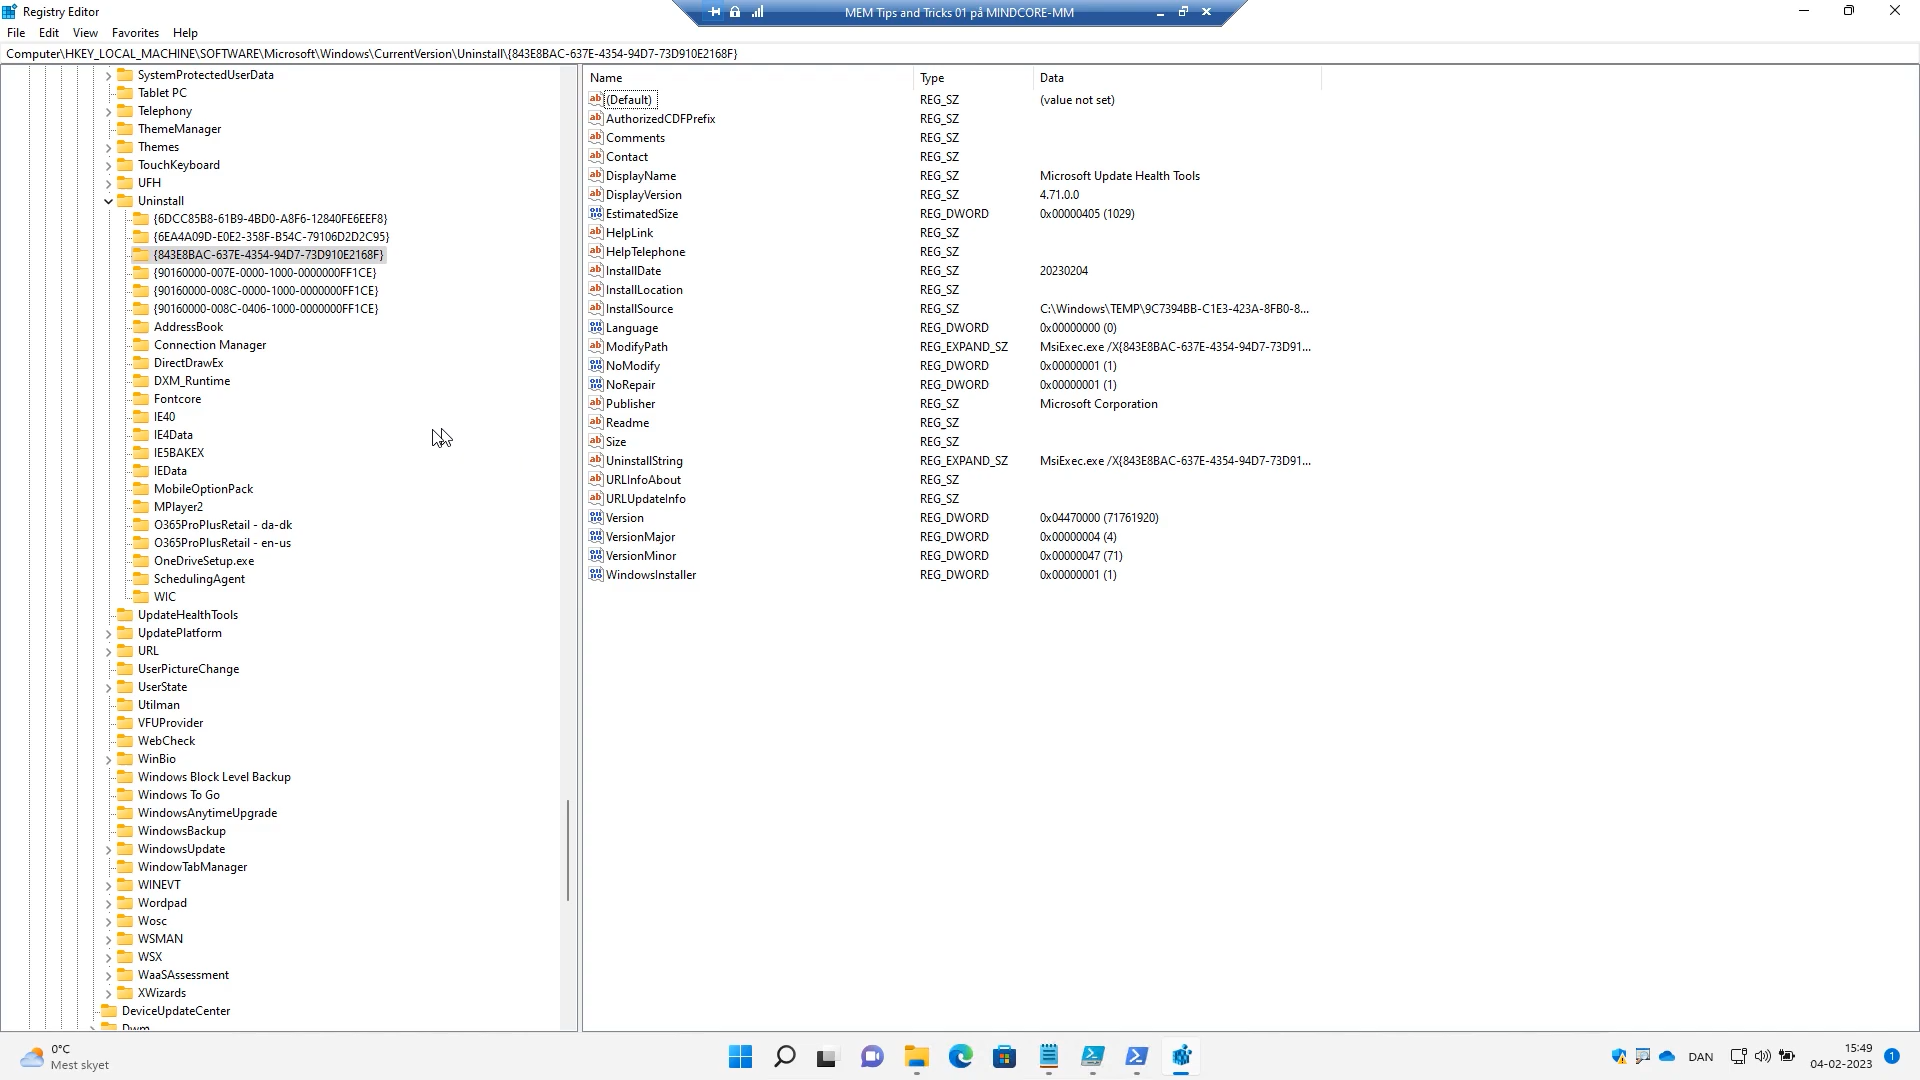 Registry Editor
MEM Tips and Tricks 01 på MINDCORE-MM
File Edit View Favorites Help
Computer\HKEY_LOCAL_MACHINE\SOFTWARE\Microsoft\Windows\CurrentVersion\Uninstall\{843E8BAC-637E-4354-94D7-73D910E2168F}
SystemProtectedUserData
Tablet PC
Telephony
ThemeManager
Themes
TouchKeyboard
UFH
Uninstall
{6DCC85B8-61B9-4BD0-A8F6-12840FE6EEF8}
{6EA4A09D-E0E2-358F-B54C-79106D2D2C95}
{843E8BAC-637E-4354-94D7-73D910E2168F}
{90160000-007E-0000-1000-0000000FF1CE}
{90160000-008C-0000-1000-0000000FF1CE}
{90160000-008C-0406-1000-0000000FF1CE}
AddressBook
Connection Manager
DirectDrawEx
DXM_Runtime
Fontcore
IE40
IE4Data
IE5BAKEX
IEData
MobileOptionPack
MPlayer2
O365ProPlusRetail - da-dk
O365ProPlusRetail - en-us
OneDriveSetup.exe
SchedulingAgent
WIC
UpdateHealthTools
UpdatePlatform
URL
UserPictureChange
UserState
Utilman
VFUProvider
WebCheck
WinBio
Windows Block Level Backup
Windows To Go
WindowsAnytimeUpgrade
WindowsBackup
WindowsUpdate
WindowTabManager
WINEVT
Wordpad
Wosc
WSMAN
WSX
WaaSAssessment
XWizards
DeviceUpdateCenter
Dwm
Name Type Data
(Default) REG_SZ (value not set)
AuthorizedCDFPrefix REG_SZ
Comments REG_SZ
Contact REG_SZ
DisplayName REG_SZ Microsoft Update Health Tools
DisplayVersion REG_SZ 4.71.0.0
EstimatedSize REG_DWORD 0x00000405 (1029)
HelpLink REG_SZ
HelpTelephone REG_SZ
InstallDate REG_SZ 20230204
InstallLocation REG_SZ
InstallSource REG_SZ C:\Windows\TEMP\9C7394BB-C1E3-423A-8FB0-8...
Language REG_DWORD 0x00000000 (0)
ModifyPath REG_EXPAND_SZ MsiExec.exe /X{843E8BAC-637E-4354-94D7-73D91...
NoModify REG_DWORD 0x00000001 (1)
NoRepair REG_DWORD 0x00000001 (1)
Publisher REG_SZ Microsoft Corporation
Readme REG_SZ
Size REG_SZ
UninstallString REG_EXPAND_SZ MsiExec.exe /X{843E8BAC-637E-4354-94D7-73D91...
URLInfoAbout REG_SZ
URLUpdateInfo REG_SZ
Version REG_DWORD 0x04470000 (71761920)
VersionMajor REG_DWORD 0x00000004 (4)
VersionMinor REG_DWORD 0x00000047 (71)
WindowsInstaller REG_DWORD 0x00000001 (1)
0°C
Mest skyet
DAN
15:49
04-02-2023
1